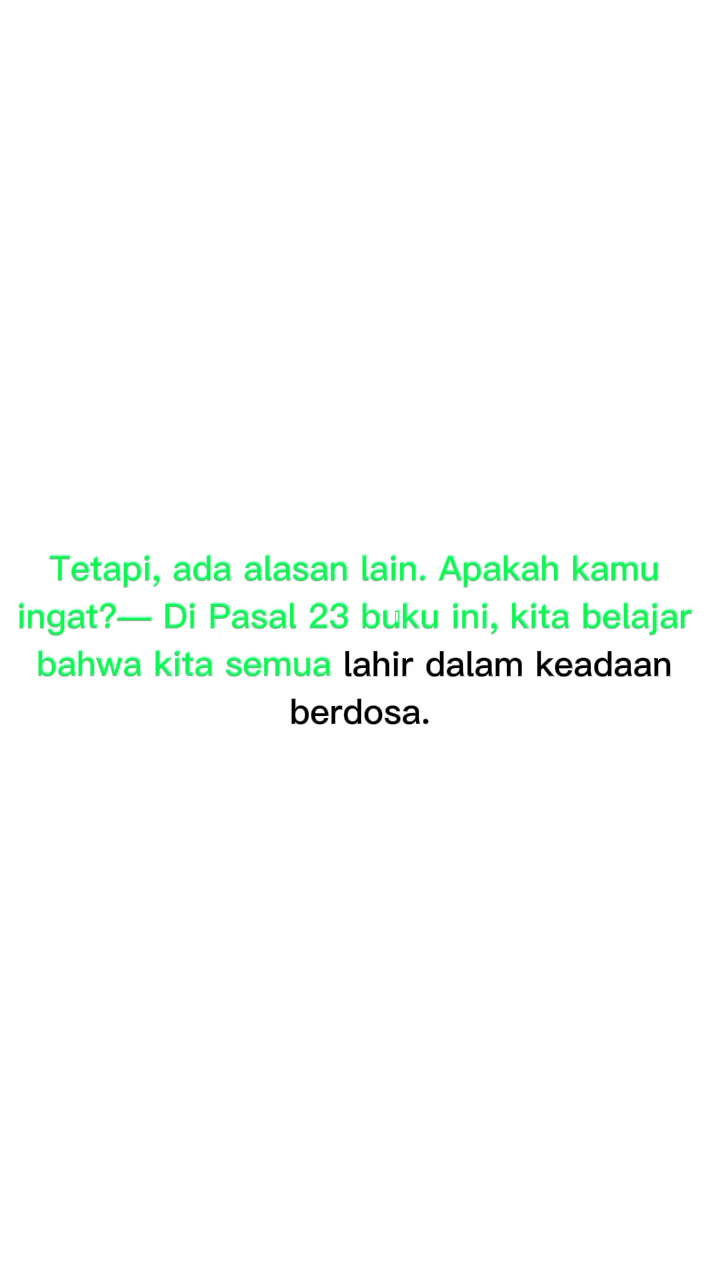 Tetapi, ada alasan lain. Apakah kamu
ingat?— Di Pasal 23 buku ini, kita belajar
bahwa kita semua lahir dalam keadaan
berdosa.